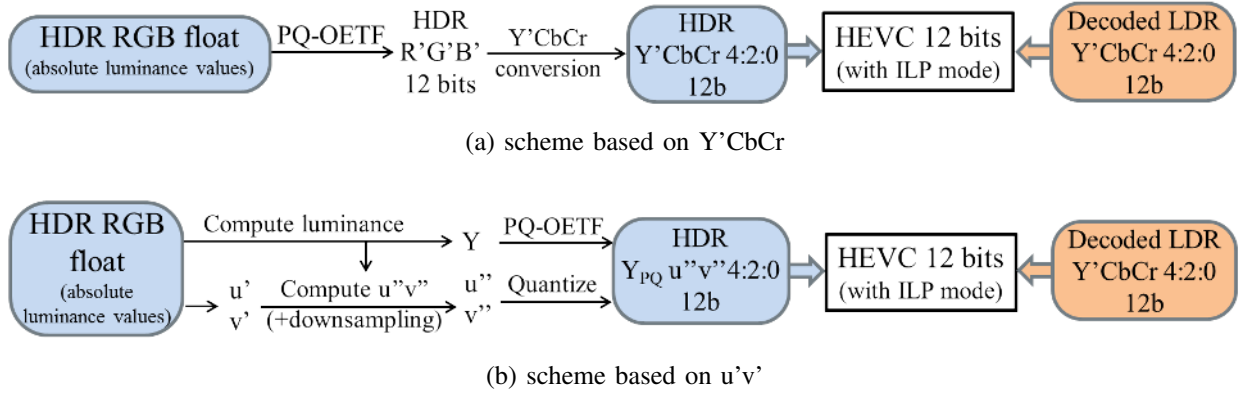 HDR RGB float
(absolute luminance values)
PQ-OETF
HDR
R’G’B’
12 bits
Y’CbCr
conversion
HDR
Y’CbCr 4:2:0
12b
HEVC 12 bits
(with ILP mode)
Decoded LDR
Y’CbCr 4:2:0
12b
(a) scheme based on Y’CbCr
HDR RGB
float
(absolute
luminance values)
Compute luminance
Y
PQ-OETF
u’
v’
Compute u”v”
(+downsampling)
u”
v”
Quantize
HDR
YPQ u”v”4:2:0
12b
HEVC 12 bits
(with ILP mode)
Decoded LDR
Y’CbCr 4:2:0
12b
(b) scheme based on u’v’